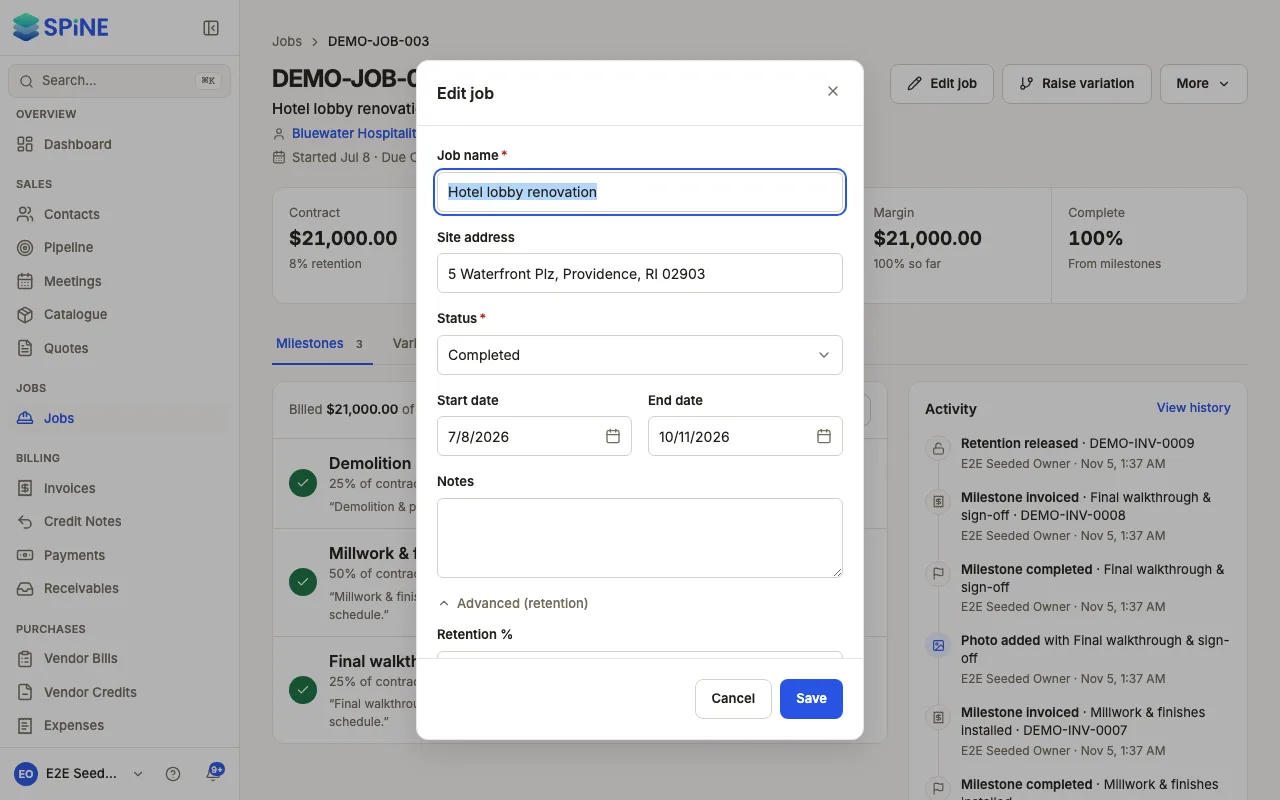 SPiNE
Search...
⌘K
OVERVIEW
Dashboard
SALES
Contacts
Pipeline
Meetings
Catalogue
Quotes
JOBS
Jobs
BILLING
Invoices
Credit Notes
Payments
Receivables
PURCHASES
Vendor Bills
Vendor Credits
Expenses
EO
E2E Seed...
9+
Jobs
DEMO-JOB-003
Hotel lobby
Bluewater
Started Jul 8 · Due
Edit job
Raise variation
More
Contract
$21,000.00
8% retention
Margin
$21,000.00
100% so far
Complete
100%
From milestones
Milestones 3
Billed $21,000.00 of
Demolition
25% of
"Demolition &
Millwork &
50% of
"Millwork &
schedule."
Final
25% of
"Final
schedule."
Edit job
Job name *
Hotel lobby renovation
Site address
5 Waterfront Plz, Providence, RI 02903
Status *
Completed
Start date
End date
7/8/2026
10/11/2026
Notes
Advanced (retention)
Retention %
Cancel
Save
Activity
View history
Retention released · DEMO-INV-0009
E2E Seeded Owner · Nov 5, 1:37 AM
Milestone invoiced · Final walkthrough &
sign-off · DEMO-INV-0008
E2E Seeded Owner · Nov 5, 1:37 AM
Milestone completed · Final walkthrough &
sign-off
E2E Seeded Owner · Nov 5, 1:37 AM
Photo added with Final walkthrough & sign-
off
E2E Seeded Owner · Nov 5, 1:37 AM
Milestone invoiced · Millwork & finishes
installed · DEMO-INV-0007
E2E Seeded Owner · Nov 5, 1:37 AM
Milestone completed · Millwork & finishes